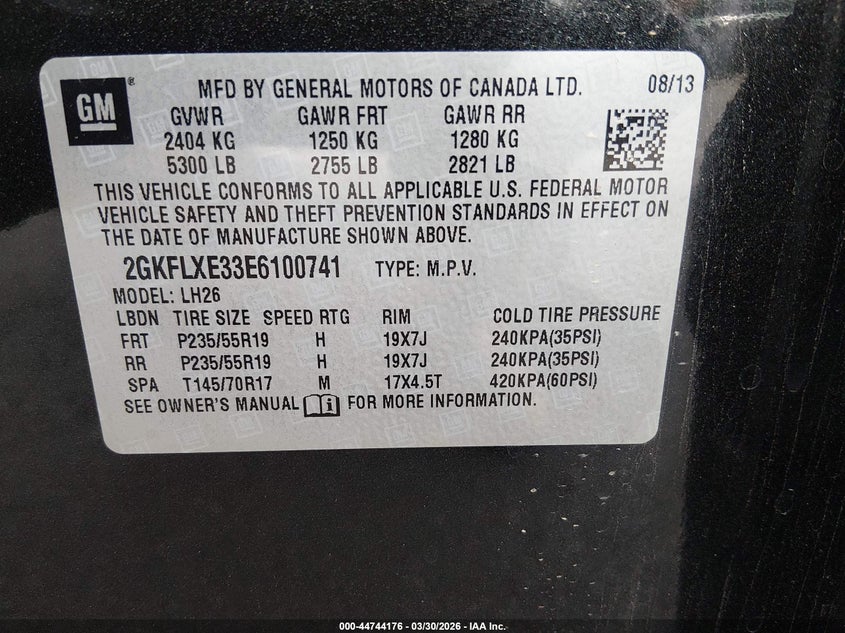 GM ®
MFD BY GENERAL MOTORS OF CANADA LTD. 08/13
GVWR GAWR FRT GAWR RR
2404 KG 1250 KG 1280 KG
5300 LB 2755 LB 2821 LB
THIS VEHICLE CONFORMS TO ALL APPLICABLE U.S. FEDERAL MOTOR
VEHICLE SAFETY AND THEFT PREVENTION STANDARDS IN EFFECT ON
THE DATE OF MANUFACTURE SHOWN ABOVE.
2GKFLXE33E6100741 TYPE: M.P.V.
MODEL: LH26
LBDN TIRE SIZE SPEED RTG RIM COLD TIRE PRESSURE
FRT P235/55R19 H 19X7J 240KPA(35PSI)
RR P235/55R19 H 19X7J 240KPA(35PSI)
SPA T145/70R17 M 17X4.5T 420KPA(60PSI)
SEE OWNER'S MANUAL FOR MORE INFORMATION.
000-44744176 — 03/30/2026 — IAA Inc.